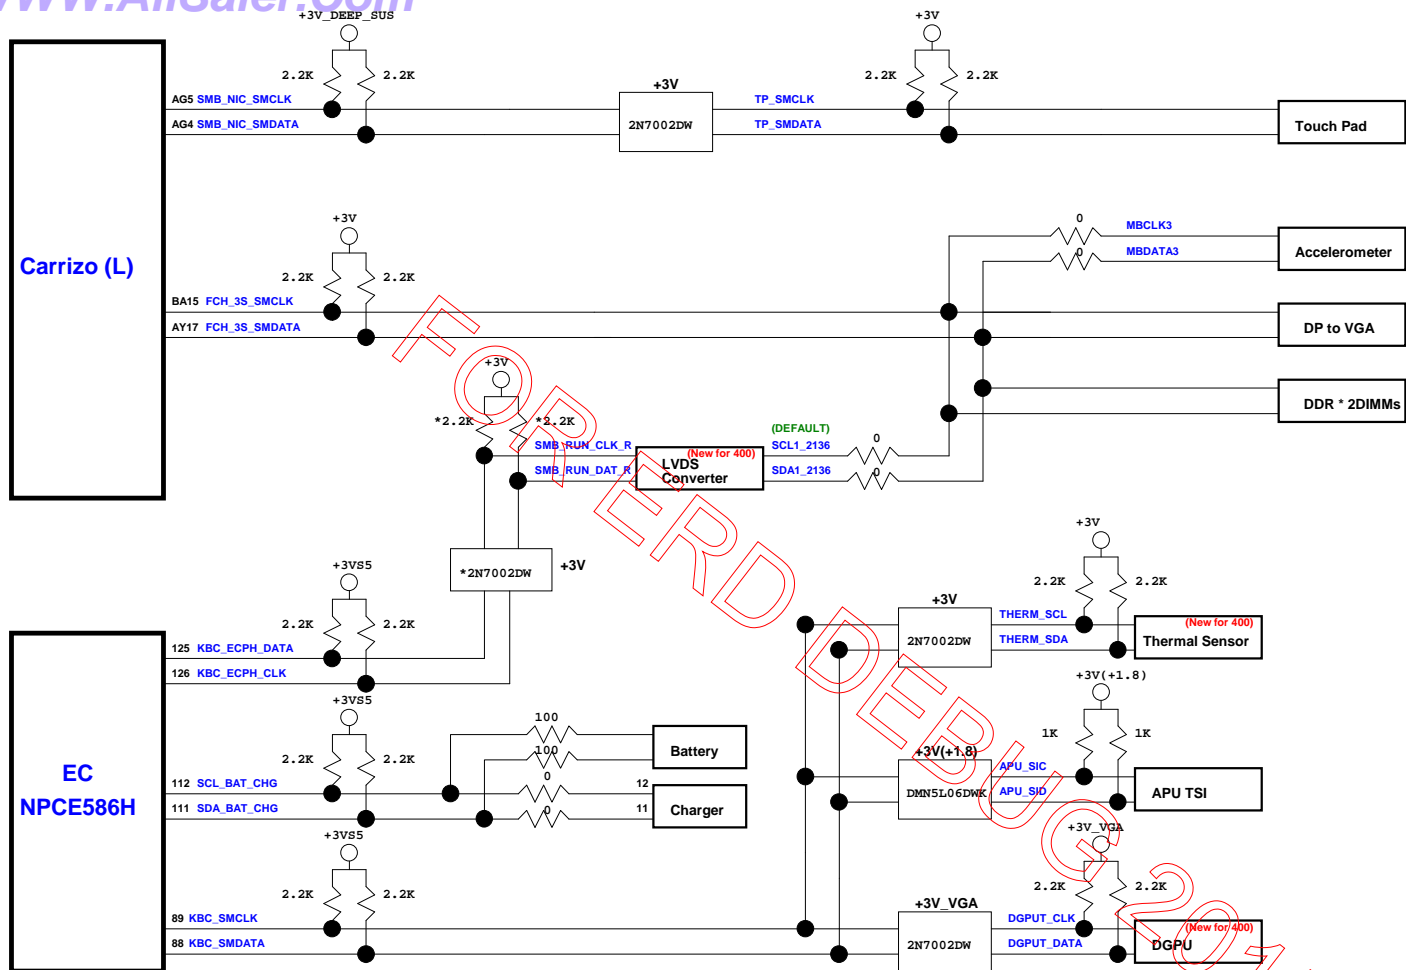 WWW.AliSaler.Com
+3V_DEEP_SUS
+3V
2.2K
2.2K
2.2K
2.2K
+3V
AG5 SMB_NIC_SMCLK
TP_SMCLK
AG4 SMB_NIC_SMDATA
2N7002DW
TP_SMDATA
Touch Pad
+3V
0
MBCLK3
Carrizo (L)
0
MBDATA3
Accelerometer
2.2K
2.2K
BA15 FCH_3S_SMCLK
AY17 FCH_3S_SMDATA
DP to VGA
+3V
DDR * 2DIMMs
*2.2K
*2.2K
(DEFAULT)
SMB_RUN_CLK_R
(New for 400)
SCL1_2136
0
SMB_RUN_DAT_R
LVDS
Converter
SDA1_2136
0
+3V
+3VS5
*2N7002DW
+3V
2.2K
2.2K
+3V
2.2K
2.2K
THERM_SCL
(New for 400)
125 KBC_ECPH_DATA
2N7002DW
THERM_SDA
Thermal Sensor
126 KBC_ECPH_CLK
+3V(+1.8)
+3VS5
100
1K
1K
2.2K
2.2K
100
Battery
+3V(+1.8)
APU_SIC
EC
NPCE586H
112 SCL_BAT_CHG
0
12
DMN5L06DWK
APU_SID
APU TSI
111 SDA_BAT_CHG
0
11
Charger
+3VS5
+3V_VGA
2.2K
2.2K
2.2K
2.2K
+3V_VGA
89 KBC_SMCLK
DGPUT_CLK
(New for 400)
88 KBC_SMDATA
2N7002DW
DGPUT_DATA
DGPU
FOR ERD DEBUG 201